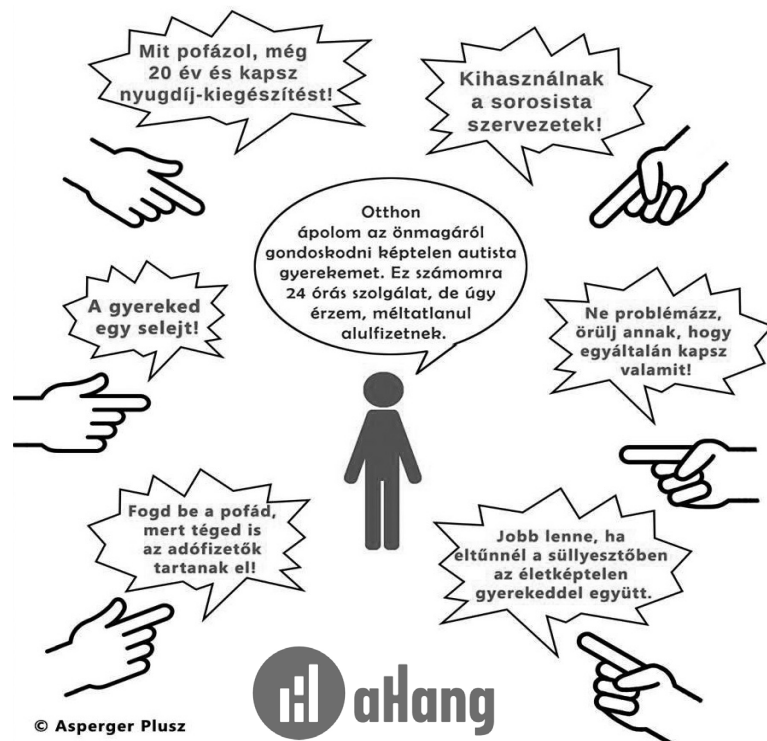 Mit pofázol, még
20 év és kapsz
nyugdíj-kiegészítést!
Kihasználnak
a sorosista
szervezetek!
Otthon
ápolom az önmagáról
gondoskodni képtelen autista
gyerekemet. Ez számomra
24 órás szolgálat, de úgy
érzem, méltatlanul
alulfizetnek.
A gyereked
egy selejt!
Ne problémázz,
örülj annak, hogy
egyáltalán kapsz
valamit!
Fogd be a pofád,
mert téged is
az adófizetők
tartanak el!
Jobb lenne, ha
eltűnnél a süllyesztőben
az életképtelen
gyerekeddel együtt.
aHang
© Asperger Plusz